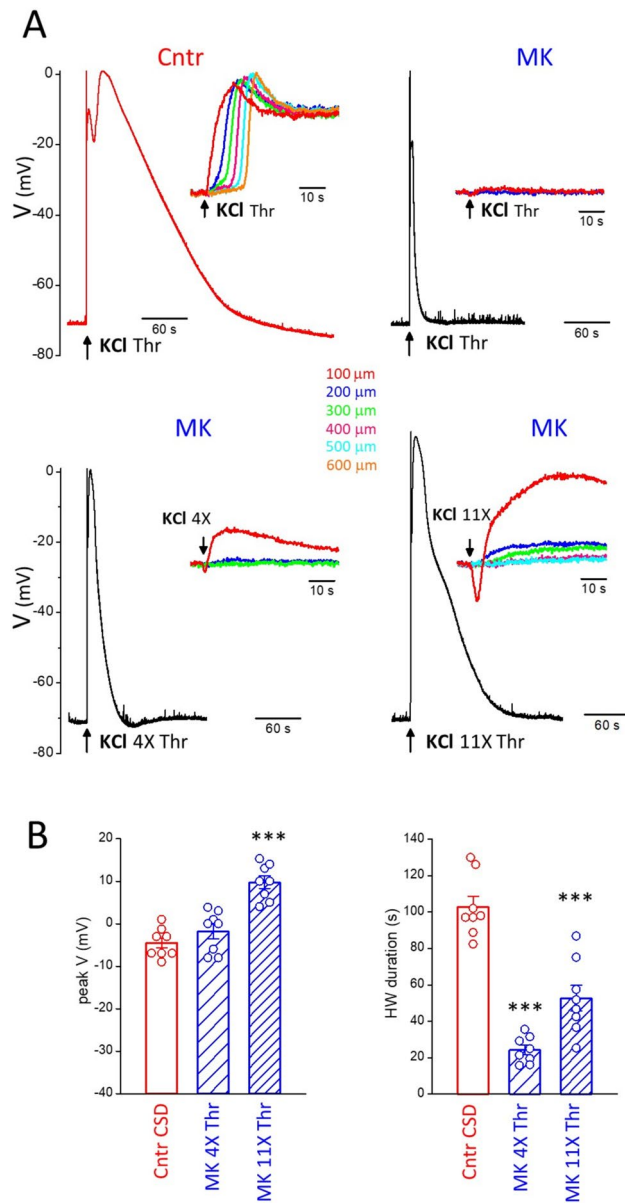 A
Cntr
MK
0
-20
-40
-60
-80
V (mV)
10 s
KCl Thr
60 s
KCl Thr
10 s
KCl Thr
60 s
KCl Thr
100 μm
200 μm
300 μm
400 μm
500 μm
600 μm
MK
MK
0
-20
-40
-60
-80
V (mV)
KCl 4X
10 s
60 s
KCl 4X Thr
KCl 11X
10 s
60 s
KCl 11X Thr
B
20
10
0
-10
-20
-30
-40
peak V (mV)
***
Cntr CSD
MK 4X Thr
MK 11X Thr
140
120
100
80
60
40
20
0
HW duration (s)
***
***
Cntr CSD
MK 4X Thr
MK 11X Thr